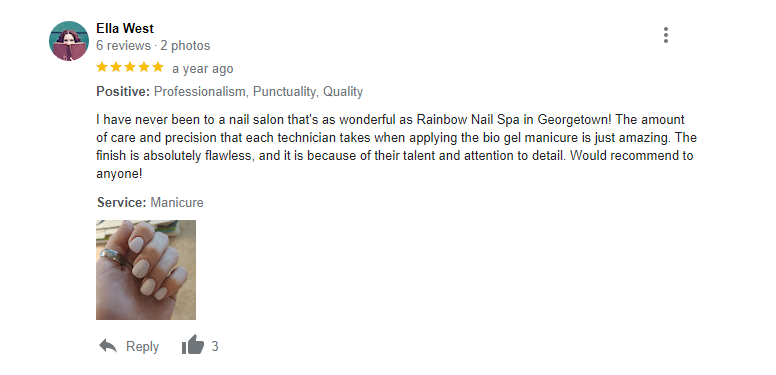 Ella West
6 reviews · 2 photos
a year ago
Positive: Professionalism, Punctuality, Quality
I have never been to a nail salon that's as wonderful as Rainbow Nail Spa in Georgetown! The amount
of care and precision that each technician takes when applying the bio gel manicure is just amazing. The
finish is absolutely flawless, and it is because of their talent and attention to detail. Would recommend to
anyone!
Service: Manicure
Reply 3